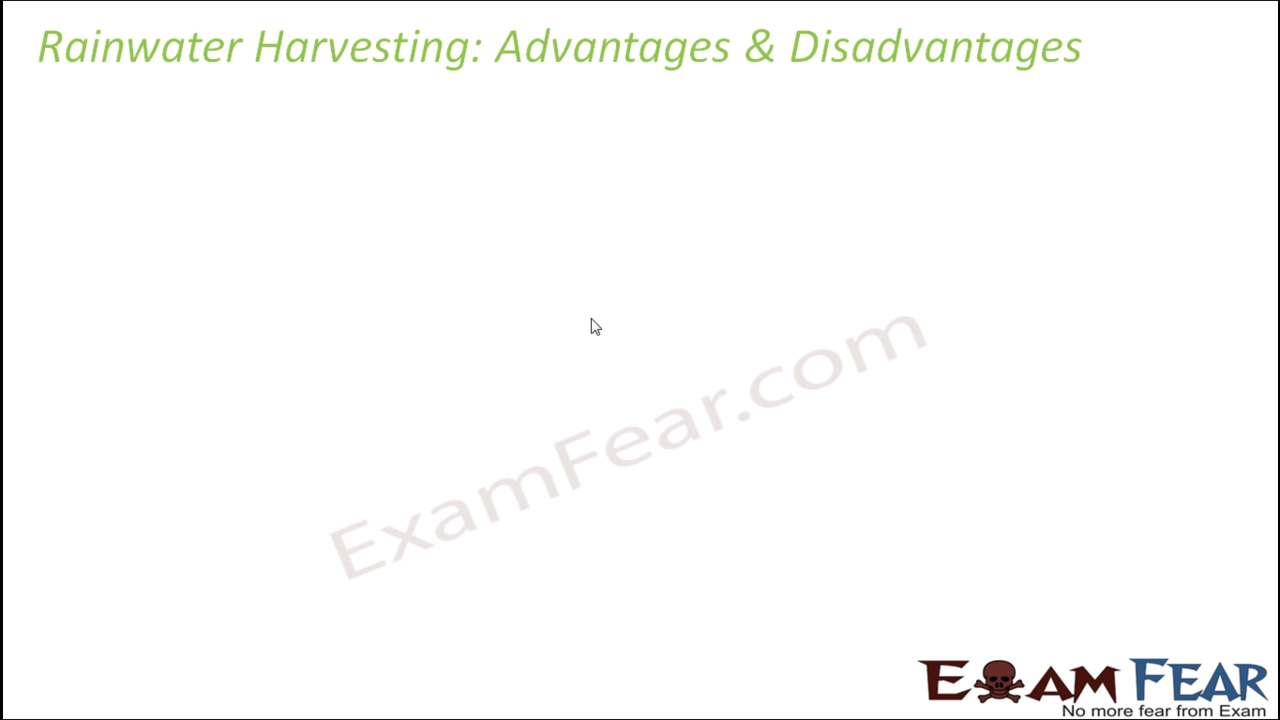 Rainwater Harvesting: Advantages & Disadvantages
ExamFear.com
EXAM FEAR
No more fear from Exam